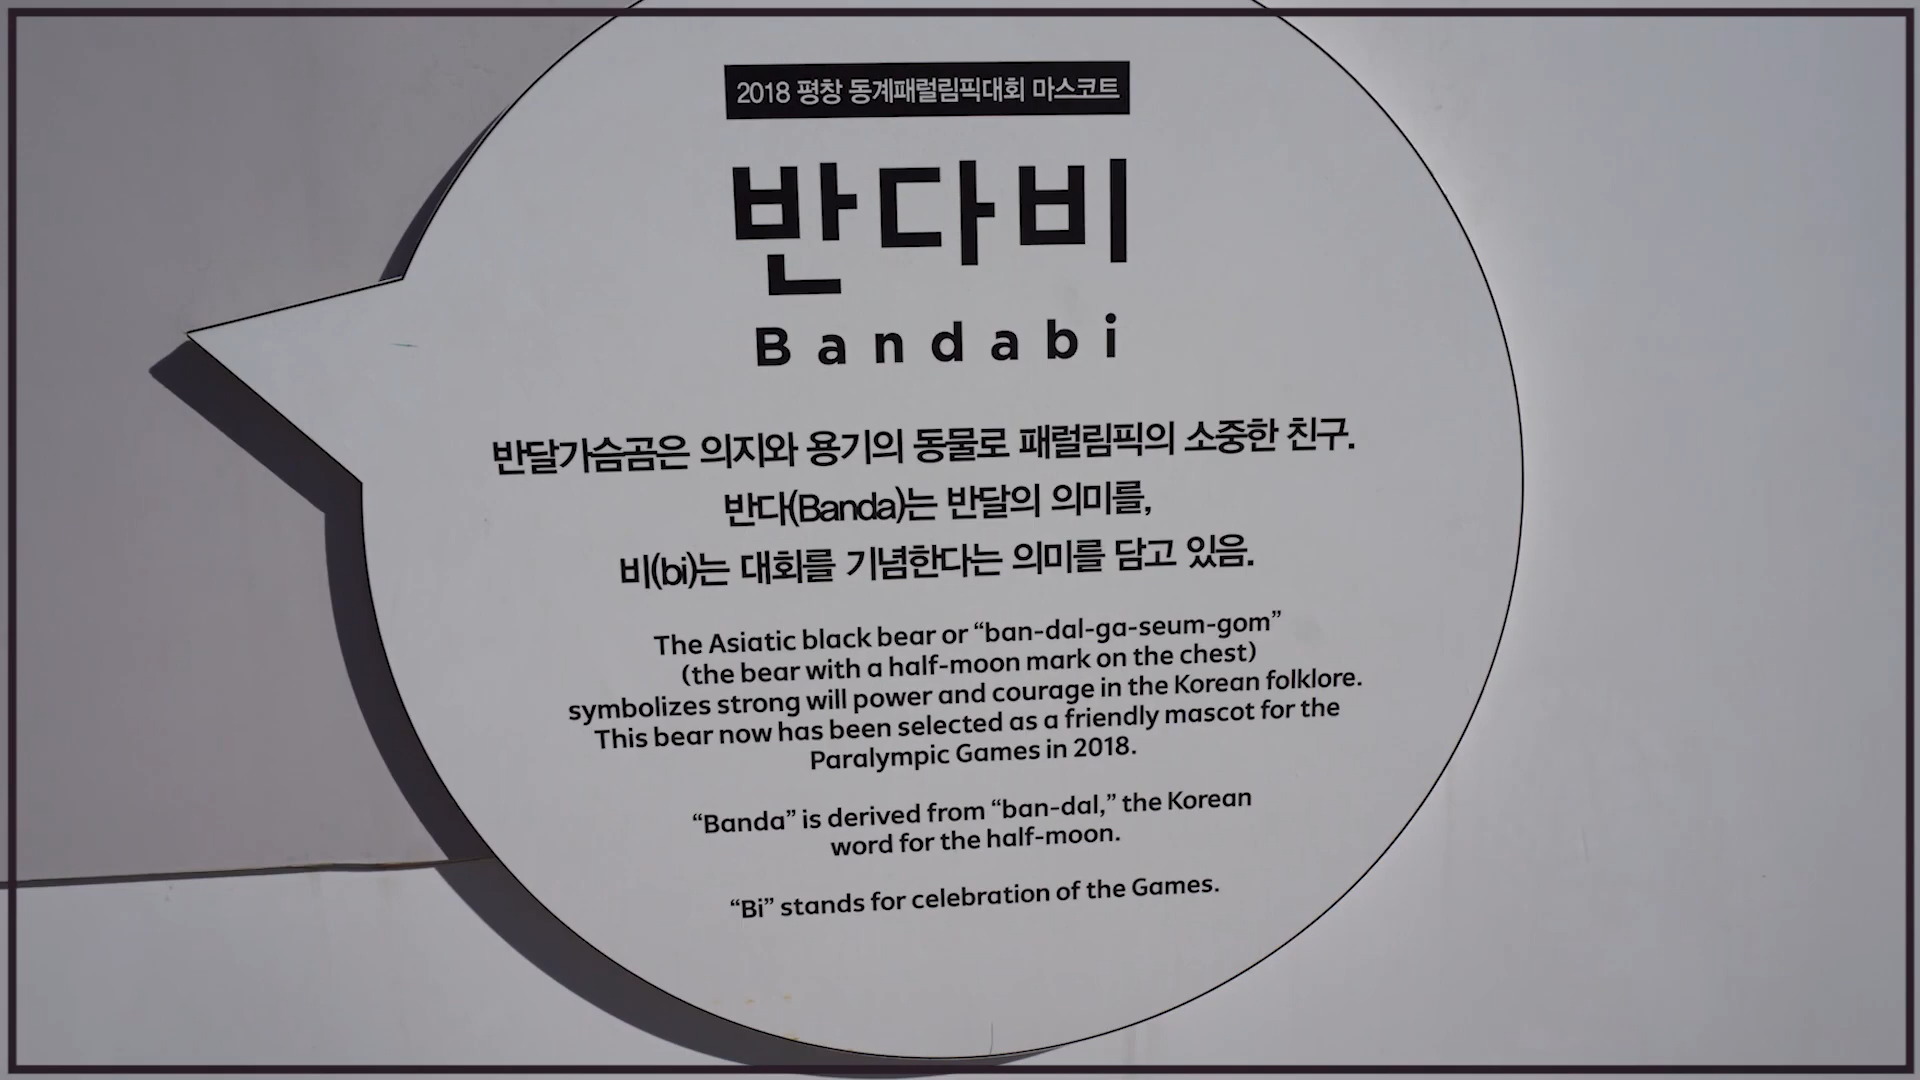 2018 평창 동계패럴림픽대회 마스코트
반다비
Bandabi
반달가슴곰은 의지와 용기의 동물로 패럴림픽의 소중한 친구.
반다(Banda)는 반달의 의미를,
비(bi)는 대회를 기념한다는 의미를 담고 있음.
The Asiatic black bear or “ban-dal-ga-seum-gom”
(the bear with a half-moon mark on the chest)
symbolizes strong will power and courage in the Korean folklore.
This bear now has been selected as a friendly mascot for the
Paralympic Games in 2018.
“Banda” is derived from “ban-dal,” the Korean
word for the half-moon.
“Bi” stands for celebration of the Games.